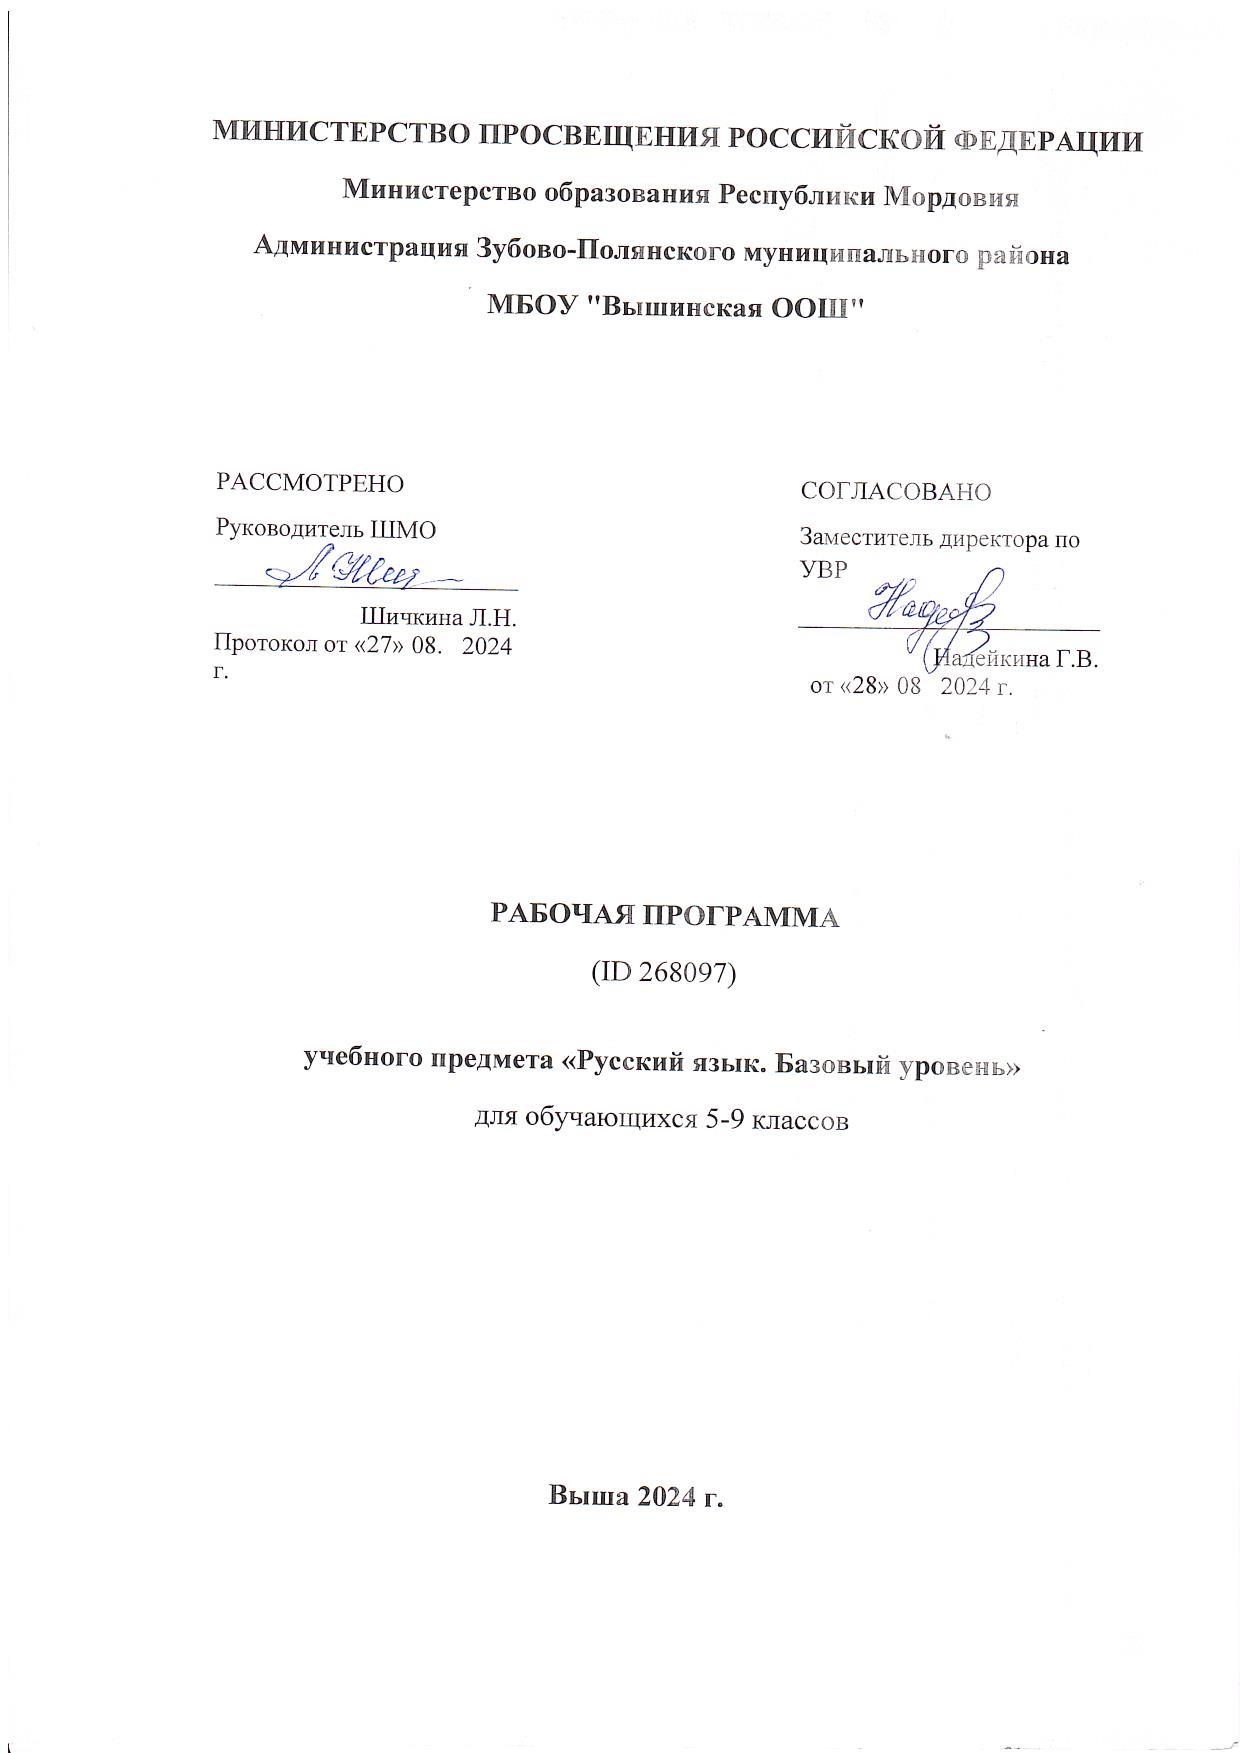 МИНИСТЕРСТВО ПРОСВЕЩЕНИЯ РОССИЙСКОЙ ФЕДЕРАЦИИ
Министерство образования Республики Мордовия
Администрация Зубово-Полянского муниципального района
МБОУ "Вышинская ООШ"
РАССМОТРЕНО
Руководитель ШМО
Шичкина Л.Н.
Протокол от «27» 08. 2024
г.
СОГЛАСОВАНО
Заместитель директора по
УВР
Надейкина Г.В.
от «28» 08 2024 г.
РАБОЧАЯ ПРОГРАММА
(ID 268097)
учебного предмета «Русский язык. Базовый уровень»
для обучающихся 5-9 классов
Выша 2024 г.